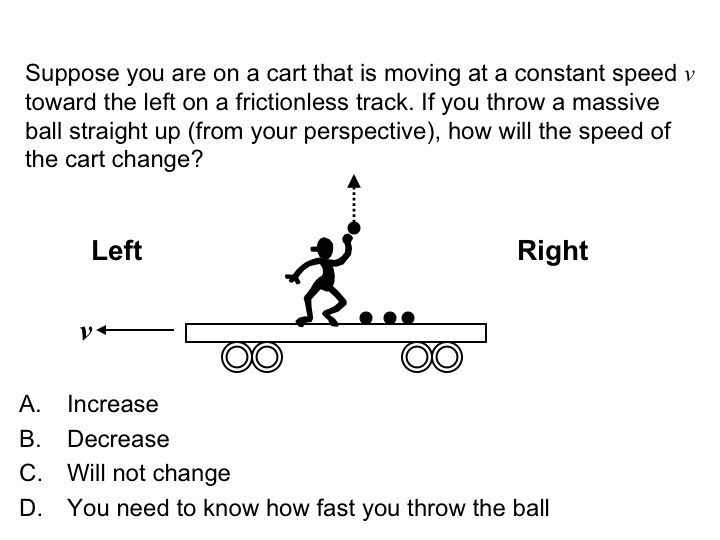 Suppose you are on a cart that is moving at a constant speed v
toward the left on a frictionless track. If you throw a massive
ball straight up (from your perspective), how will the speed of
the cart change?
Left Right
v
A. Increase
B. Decrease
C. Will not change
D. You need to know how fast you throw the ball